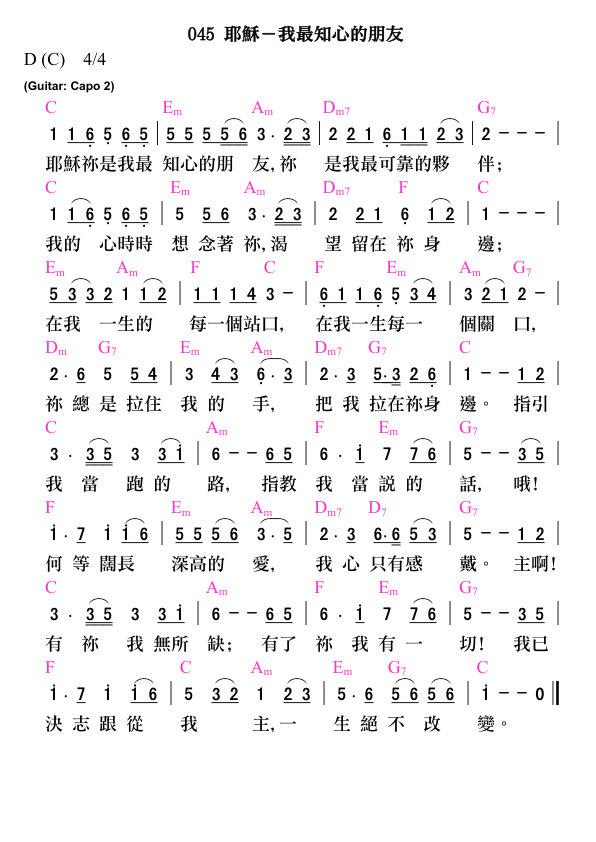 045 耶穌－我最知心的朋友
D (C) 4/4
(Guitar: Capo 2)
C Em Am Dm7 G7
1 1 6 5 6 5 | 5 5 5 5 6 3 · 2 3 | 2 2 1 6 1 1 2 3 | 2 － － － |
耶穌祢是我最 知心的朋 友,祢 是我最可靠的夥 伴;
C Em Am Dm7 F C
1 1 6 5 6 5 | 5 5 6 3 · 2 3 | 2 2 1 6 1 2 | 1 － － － |
我的 心時時 想 念著 祢,渴 望 留在 祢 身 邊;
Em Am F C F Em Am G7
5 3 3 2 1 1 2 | 1 1 1 4 3 － | 6 1 1 6 5 3 4 | 3 2 1 2 |
在我 一生的 每一個站口, 在我一生每一 個關 口,
Dm G7 Em Am Dm7 G7 C
2 · 6 5 5 4 | 3 4 3 6 · 3 | 2 · 3 5 · 3 2 6 | 1 － － 1 2 |
祢 總 是 拉住 我 的 手, 把 我 拉在祢身 邊。 指引
C Am F Em G7
3 · 3 5 3 3 1 | 6 － － 6 5 | 6 · 1 7 7 6 | 5 － － 3 5 |
我 當 跑 的 路, 指教 我 當 説 的 話, 哦!
F Em Am Dm7 D7 G7
1 · 7 1 1 6 | 5 5 5 6 3 · 5 | 2 · 3 6 · 6 5 3 | 5 － － 1 2 |
何 等 闊長 深高的 愛, 我 心 只有感 戴。 主啊!
C Am F Em G7
3 · 3 5 3 3 1 | 6 － － 6 5 | 6 · 1 7 7 6 | 5 － － 3 5 |
有 祢 我 無所 缺; 有了 祢 我 有 一 切! 我已
F C Am Em G7 C
1 · 7 1 1 6 | 5 3 2 1 2 3 | 5 · 6 5 6 5 6 | 1 － － 0 ‖
決 志 跟 從 我 主,一 生 絕 不 改 變。